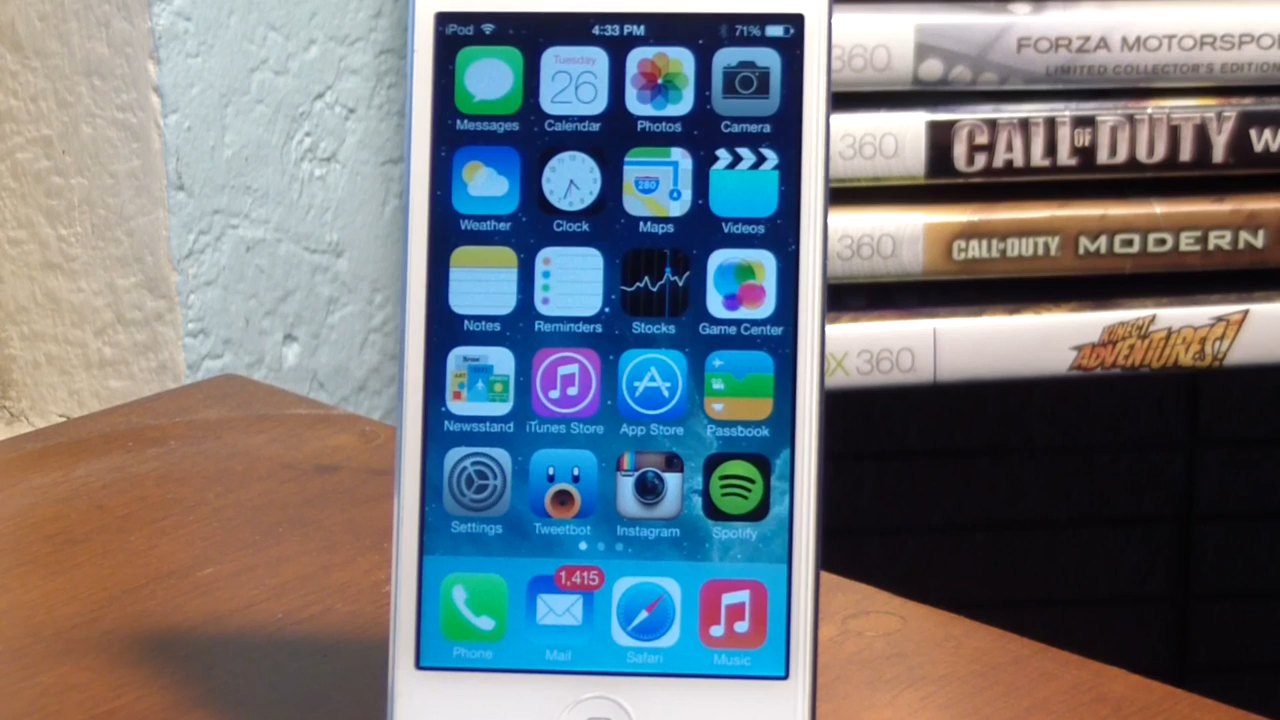 iPod 4:33 PM 71%
Tuesday
26
Messages Calendar Photos Camera
280
Weather Clock Maps Videos
Notes Reminders Stocks Game Center
Newsstand iTunes Store App Store Passbook
Settings Tweetbot Instagram Spotify
1,415
Phone Mail Safari Music
360 FORZA MOTORSPO
LIMITED COLLECTOR'S EDITION
360 CALL OF DUTY W
360 CALL OF DUTY MODERN
X 360 KINECT
ADVENTURES!